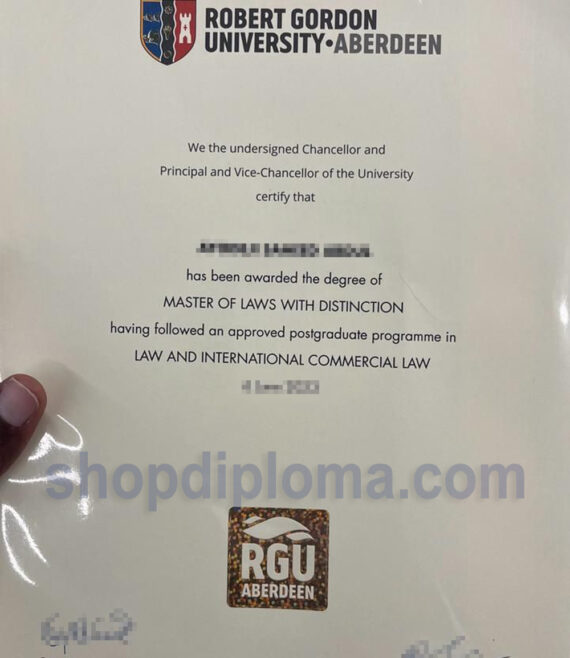 ROBERT GORDON
UNIVERSITY•ABERDEEN
We the undersigned Chancellor and
Principal and Vice-Chancellor of the University
certify that
has been awarded the degree of
MASTER OF LAWS WITH DISTINCTION
having followed an approved postgraduate programme in
LAW AND INTERNATIONAL COMMERCIAL LAW
shopdiploma.com
RGU
ABERDEEN